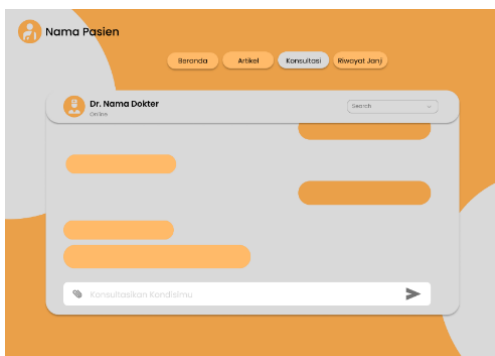 Nama Pasien
Beranda Artikel Konsultasi Riwayat Janji
Dr. Nama Dokter
Online
Search
Konsultasikan Kondisimu